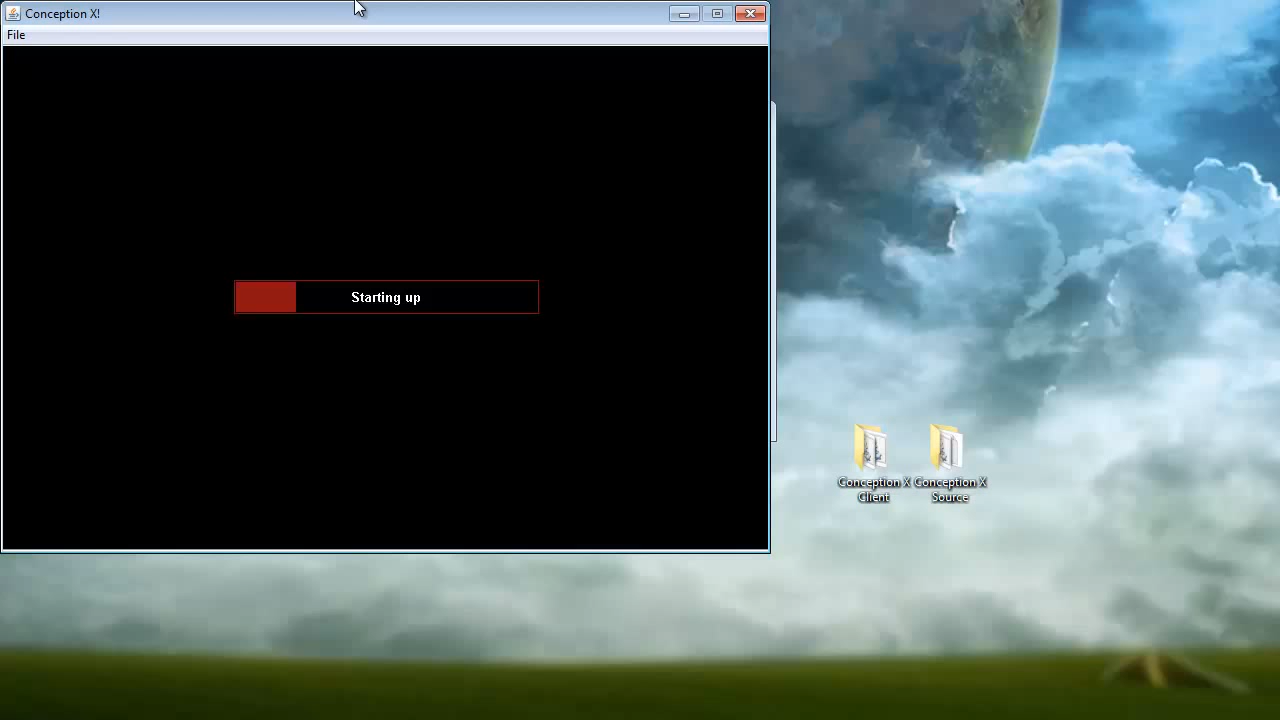 Conception X!
File
Starting up
Conception X
Client
Conception X
Source